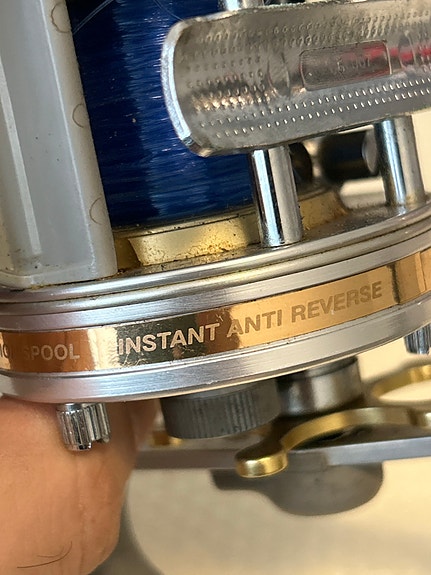 SPOOL INSTANT ANTI REVERSE